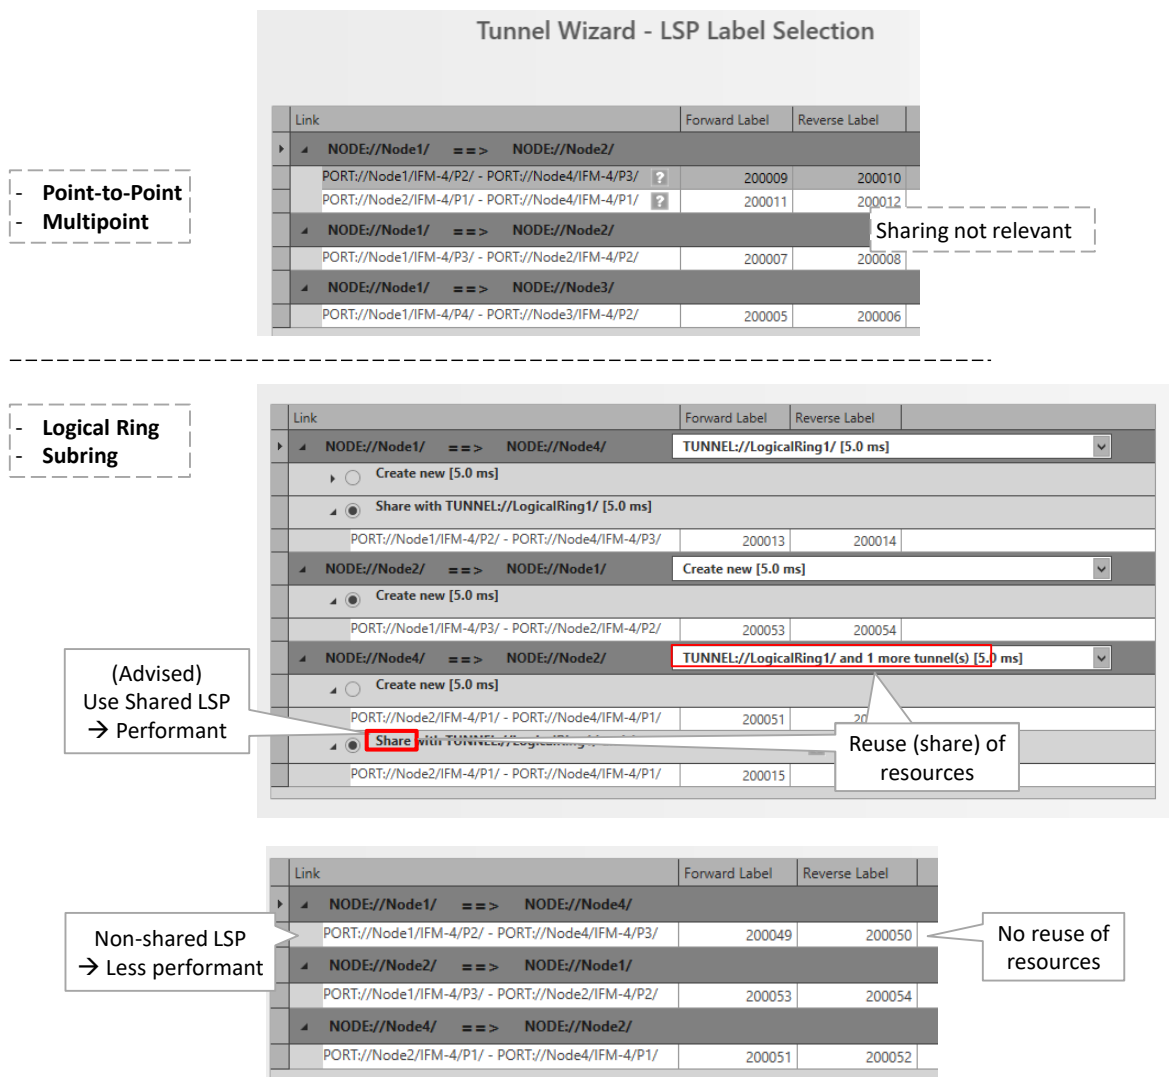 Tunnel Wizard - LSP Label Selection
Link Forward Label Reverse Label
NODE://Node1/ ==> NODE://Node2/
PORT://Node1/IFM-4/P2/ - PORT://Node4/IFM-4/P3/ ? 200009 200010
PORT://Node2/IFM-4/P1/ - PORT://Node4/IFM-4/P1/ ? 200011 200012
NODE://Node1/ ==> NODE://Node2/
PORT://Node1/IFM-4/P3/ - PORT://Node2/IFM-4/P2/ 200007 200008
NODE://Node1/ ==> NODE://Node3/
PORT://Node1/IFM-4/P4/ - PORT://Node3/IFM-4/P2/ 200005 200006
- Point-to-Point
- Multipoint
Sharing not relevant
- Logical Ring
- Subring
Link Forward Label Reverse Label
NODE://Node1/ ==> NODE://Node4/ TUNNEL://LogicalRing1/ [5.0 ms]
Create new [5.0 ms]
Share with TUNNEL://LogicalRing1/ [5.0 ms]
PORT://Node1/IFM-4/P2/ - PORT://Node4/IFM-4/P3/ 200013 200014
NODE://Node2/ ==> NODE://Node1/ Create new [5.0 ms]
Create new [5.0 ms]
PORT://Node1/IFM-4/P3/ - PORT://Node2/IFM-4/P2/ 200053 200054
NODE://Node4/ ==> NODE://Node2/ TUNNEL://LogicalRing1/ and 1 more tunnel(s) [5.0 ms]
Create new [5.0 ms]
PORT://Node2/IFM-4/P1/ - PORT://Node4/IFM-4/P1/ 200051
Share with TUNNEL://LogicalRing1/
PORT://Node2/IFM-4/P1/ - PORT://Node4/IFM-4/P1/ 200015
(Advised)
Use Shared LSP
→ Performant
Reuse (share) of
resources
Link Forward Label Reverse Label
NODE://Node1/ ==> NODE://Node4/
PORT://Node1/IFM-4/P2/ - PORT://Node4/IFM-4/P3/ 200049 200050
NODE://Node2/ ==> NODE://Node1/
PORT://Node1/IFM-4/P3/ - PORT://Node2/IFM-4/P2/ 200053 200054
NODE://Node4/ ==> NODE://Node2/
PORT://Node2/IFM-4/P1/ - PORT://Node4/IFM-4/P1/ 200051 200052
Non-shared LSP
→ Less performant
No reuse of
resources